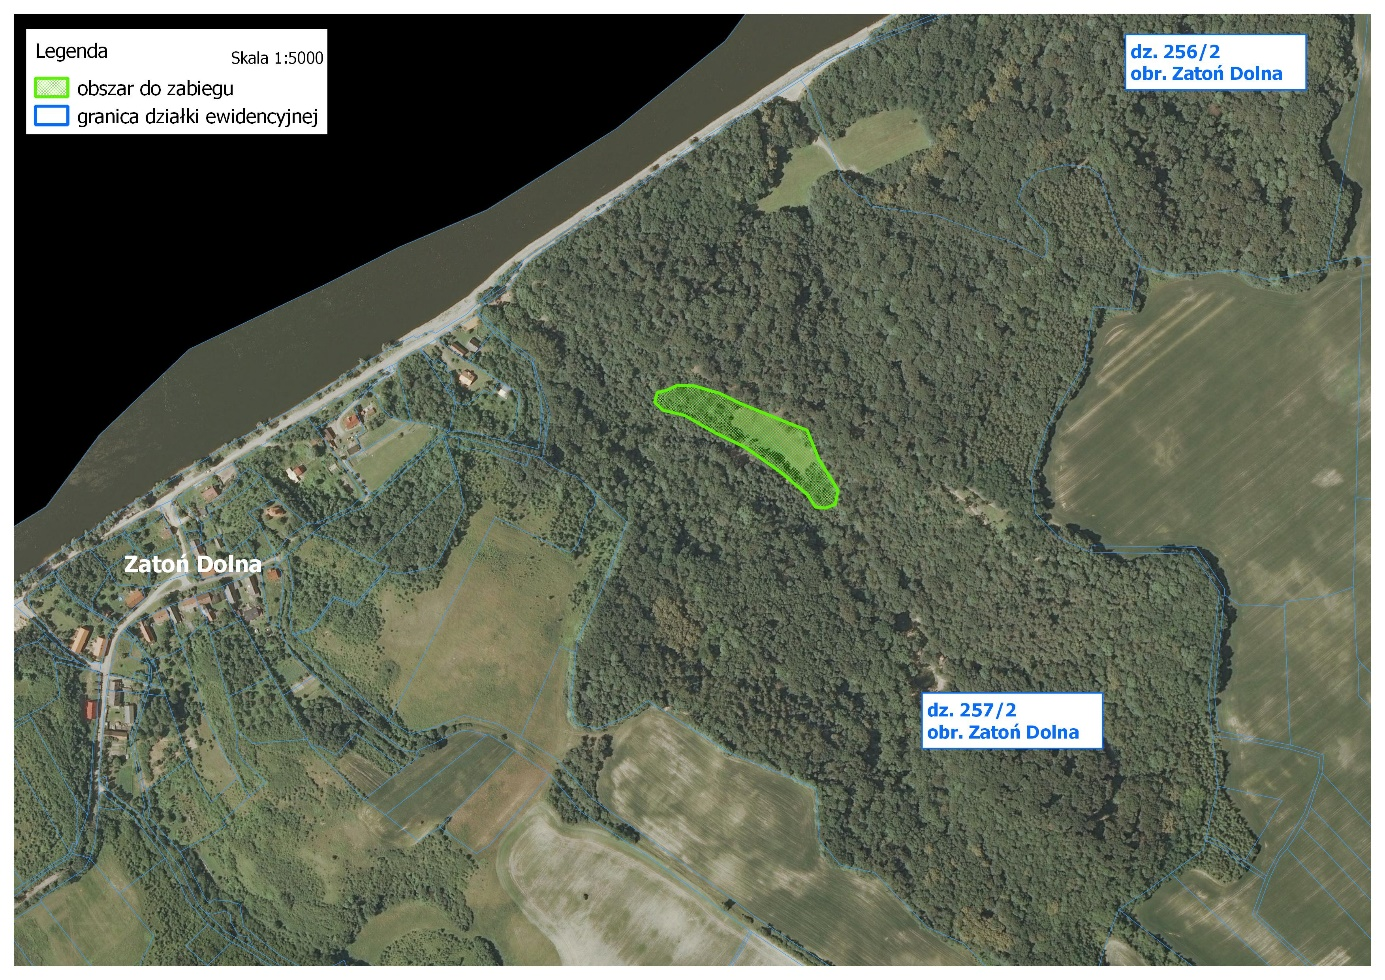 Legenda
Skala 1:5000
obszar do zabiegu
granica działki ewidencyjnej
dz. 256/2
obr. Zatoń Dolna
Zatoń Dolna
dz. 257/2
obr. Zatoń Dolna